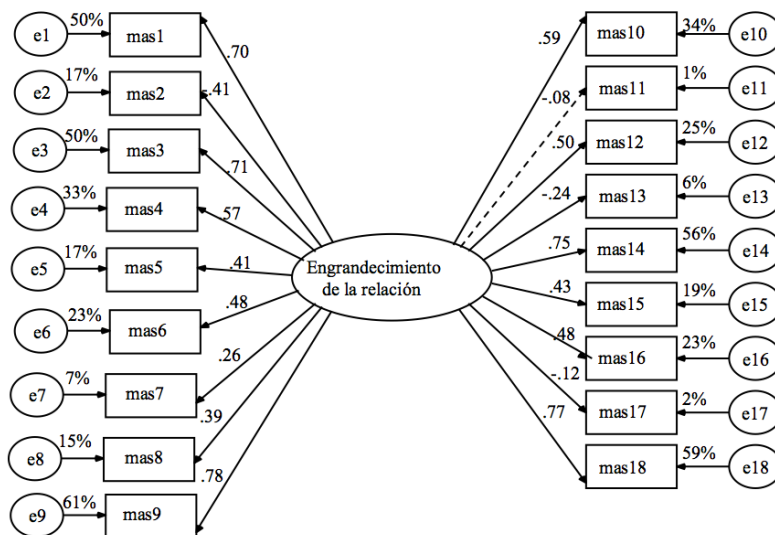 e1 50% mas1 .70
e2 17% mas2 -.41
e3 50% mas3 .71
e4 33% mas4 .57
e5 17% mas5 .41
e6 23% mas6 .48
e7 7% mas7 .26
e8 15% mas8 .39
e9 61% mas9 .78
Engrandecimiento
de la relación
.59 mas10 34% e10
-.08 mas11 1% e11
.50 mas12 25% e12
-.24 mas13 6% e13
.75 mas14 56% e14
.43 mas15 19% e15
.48 mas16 23% e16
-.12 mas17 2% e17
.77 mas18 59% e18